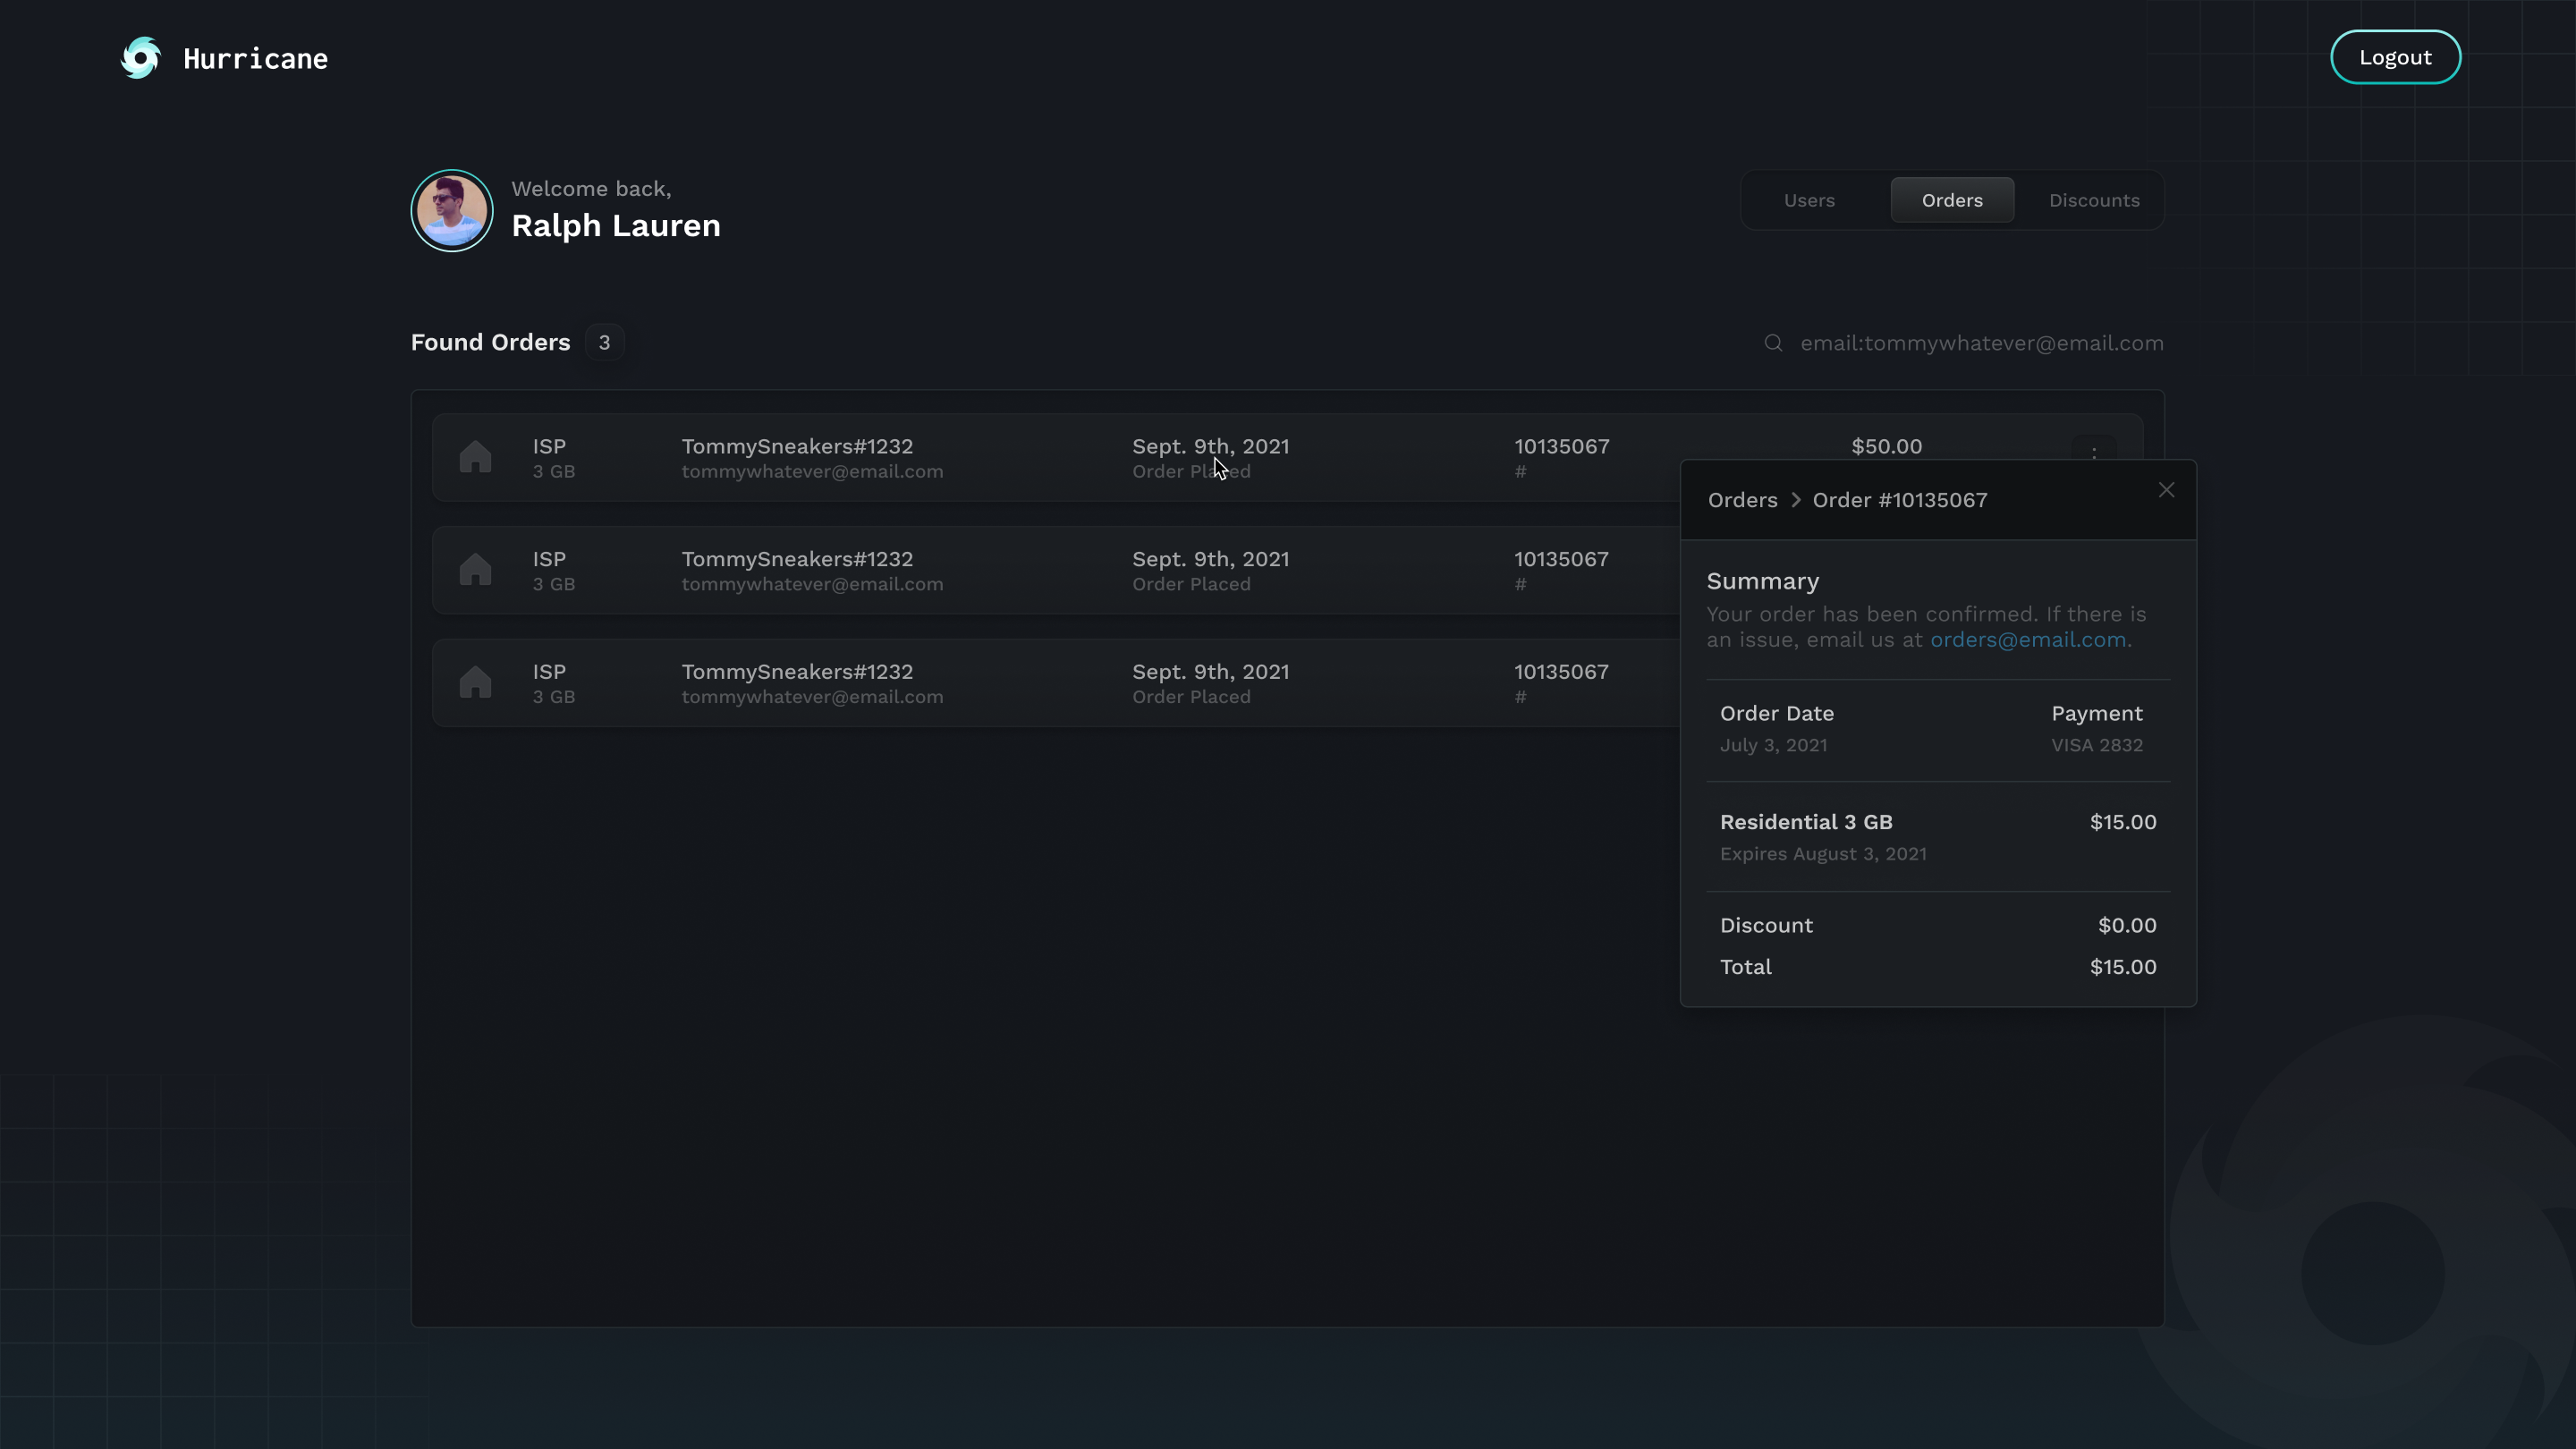 Hurricane
Logout
Welcome back,
Ralph Lauren
Users
Orders
Discounts
Found Orders 3
email:tommywhatever@email.com
ISP TommySneakers#1232 Sept. 9th, 2021 10135067 $50.00
3 GB tommywhatever@email.com Order Placed #
ISP TommySneakers#1232 Sept. 9th, 2021 10135067
3 GB tommywhatever@email.com Order Placed #
ISP TommySneakers#1232 Sept. 9th, 2021 10135067
3 GB tommywhatever@email.com Order Placed #
Orders > Order #10135067
Summary
Your order has been confirmed. If there is
an issue, email us at orders@email.com.
Order Date Payment
July 3, 2021 VISA 2832
Residential 3 GB $15.00
Expires August 3, 2021
Discount $0.00
Total $15.00